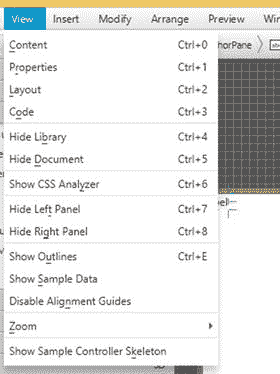 View Insert Modify Arrange Preview
Content Ctrl+0
Properties Ctrl+1
Layout Ctrl+2
Code Ctrl+3
Hide Library Ctrl+4
Hide Document Ctrl+5
Show CSS Analyzer Ctrl+6
Hide Left Panel Ctrl+7
Hide Right Panel Ctrl+8
Show Outlines Ctrl+E
Show Sample Data
Disable Alignment Guides
Zoom
Show Sample Controller Skeleton